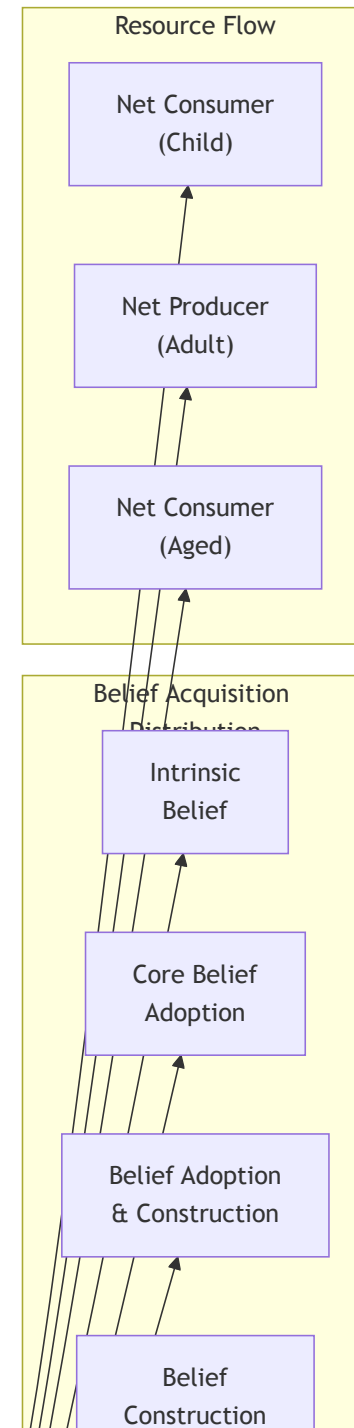 Resource Flow
Net Consumer
(Child)
Net Producer
(Adult)
Net Consumer
(Aged)
Belief Acquisition
Distribution
Intrinsic
Belief
Core Belief
Adoption
Belief Adoption
& Construction
Belief
Construction